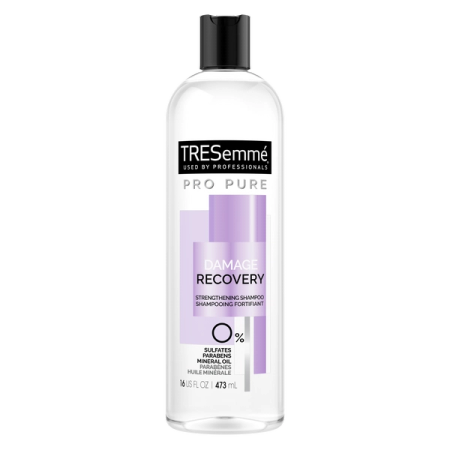 TRESemmé
USED BY PROFESSIONALS
PRO PURE
DAMAGE
RECOVERY
STRENGTHENING SHAMPOO
SHAMPOOING FORTIFIANT
0%
SULFATES
PARABENS
MINERAL OIL
PARABÈNES
HUILE MINÉRALE
16 US FL OZ | 473 mL